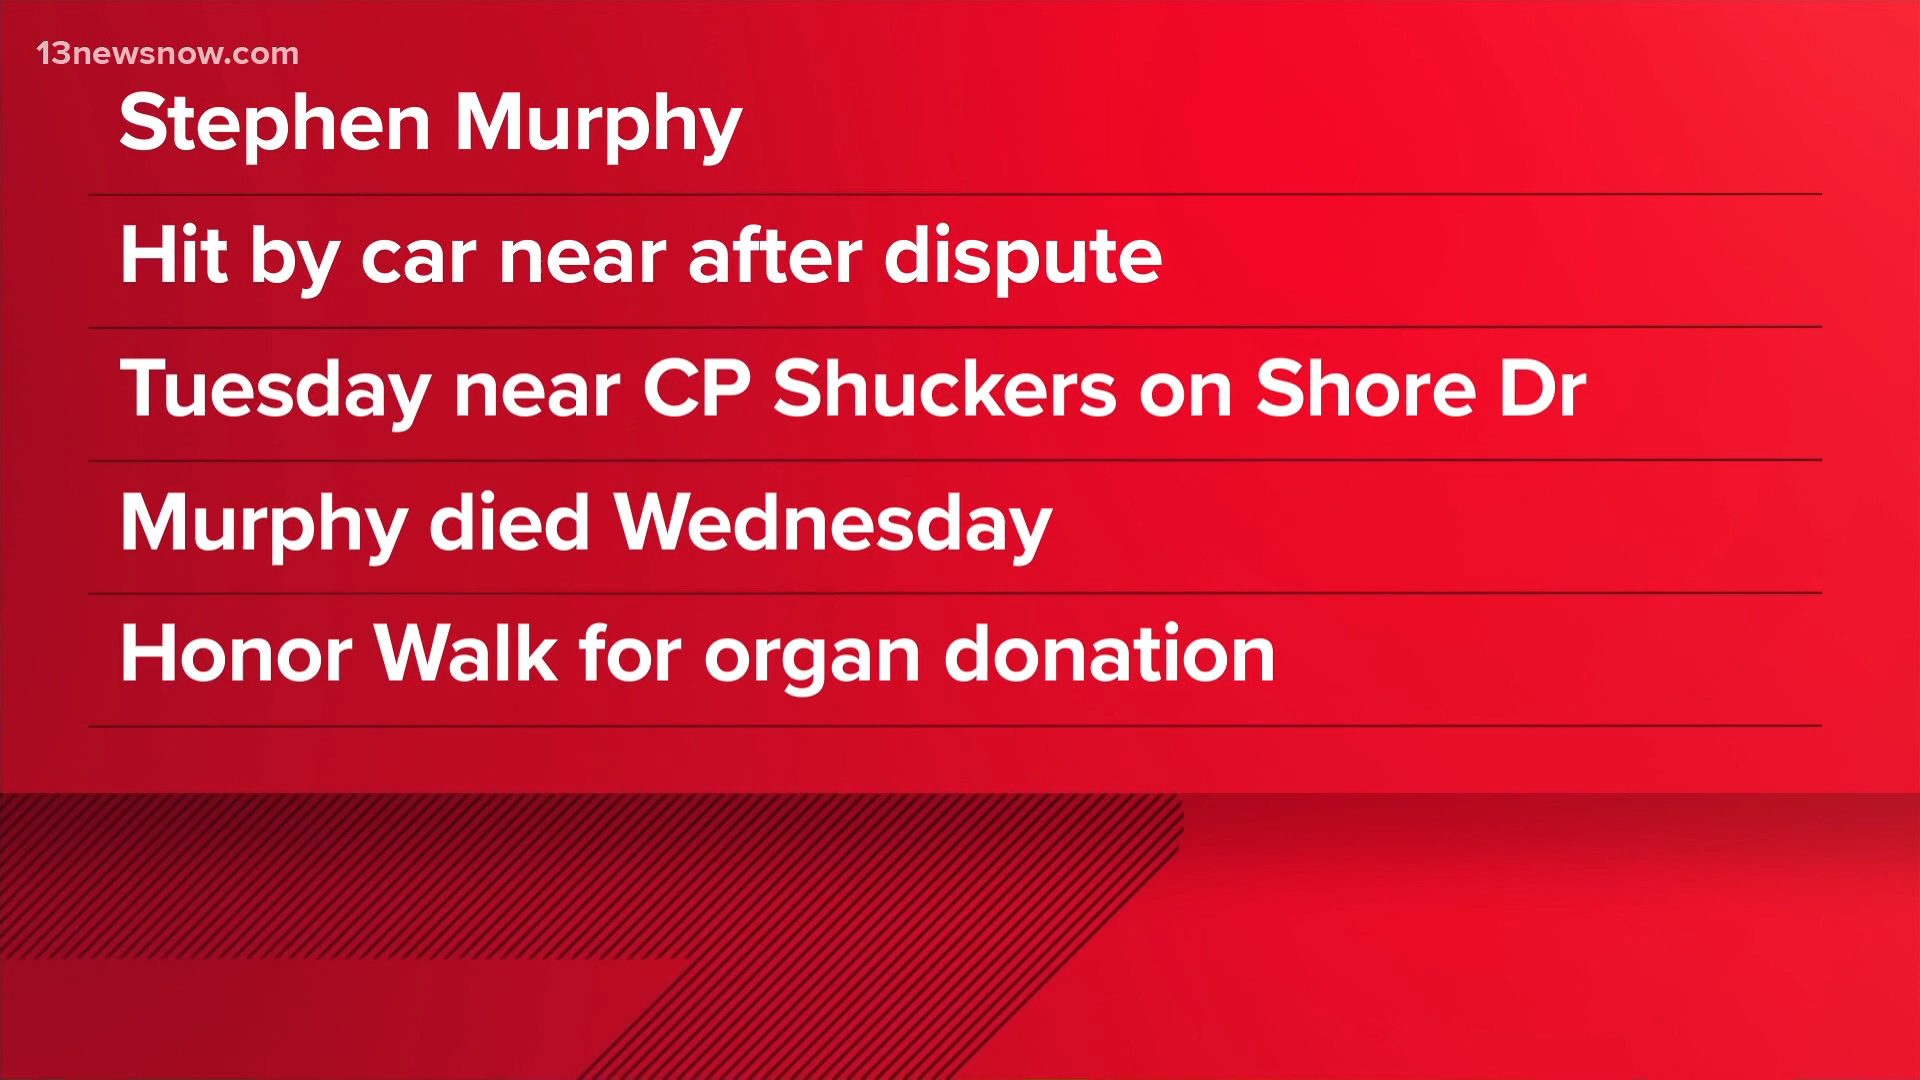 13newsnow.com
Stephen Murphy
Hit by car near after dispute
Tuesday near CP Shuckers on Shore Dr
Murphy died Wednesday
Honor Walk for organ donation